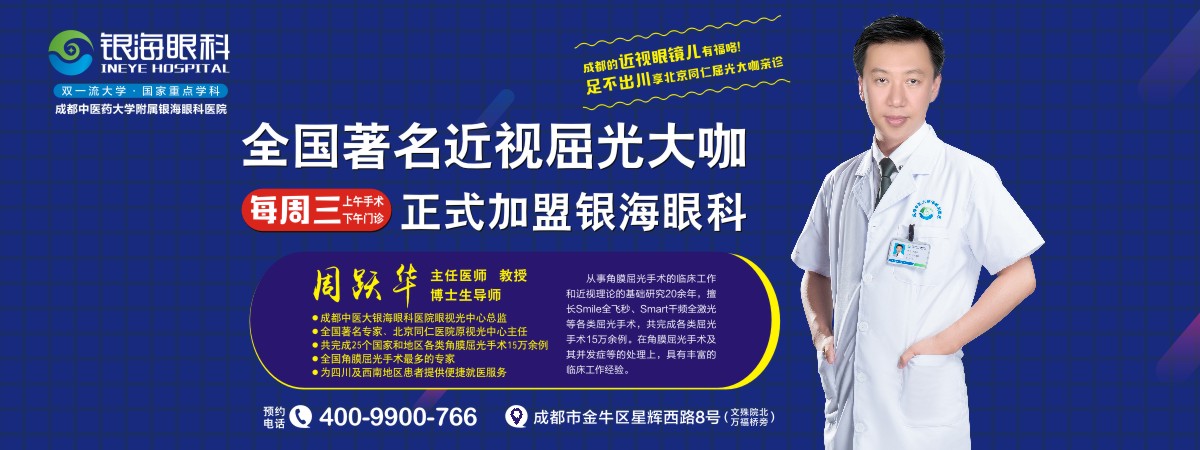 银海眼科
INEYE HOSPITAL
双一流大学·国家重点学科
成都中医药大学附属银海眼科医院
成都的近视眼镜儿有福咯!
足不出川享北京同仁屈光大咖亲诊
全国著名近视屈光大咖
每周三
上午手术
下午门诊
正式加盟银海眼科
周跃华
主任医师 教授
博士生导师
●成都中医大银海眼科医院眼视光中心总监
●全国著名专家、北京同仁医院原视光中心主任
●共完成25个国家和地区各类角膜屈光手术15万余例
●全国角膜屈光手术最多的专家
●为四川及西南地区患者提供便捷就医服务
从事角膜屈光手术的临床工作
和近视理论的基础研究20余年，擅
长Smile全飞秒、Smart千频全激光
等各类屈光手术，共完成各类屈光
手术15万余例。在角膜屈光手术及
其并发症等的处理上，具有丰富的
临床工作经验。
预约
电话
400-9900-766
成都市金牛区星辉西路8号
(文殊院北
万福桥旁)